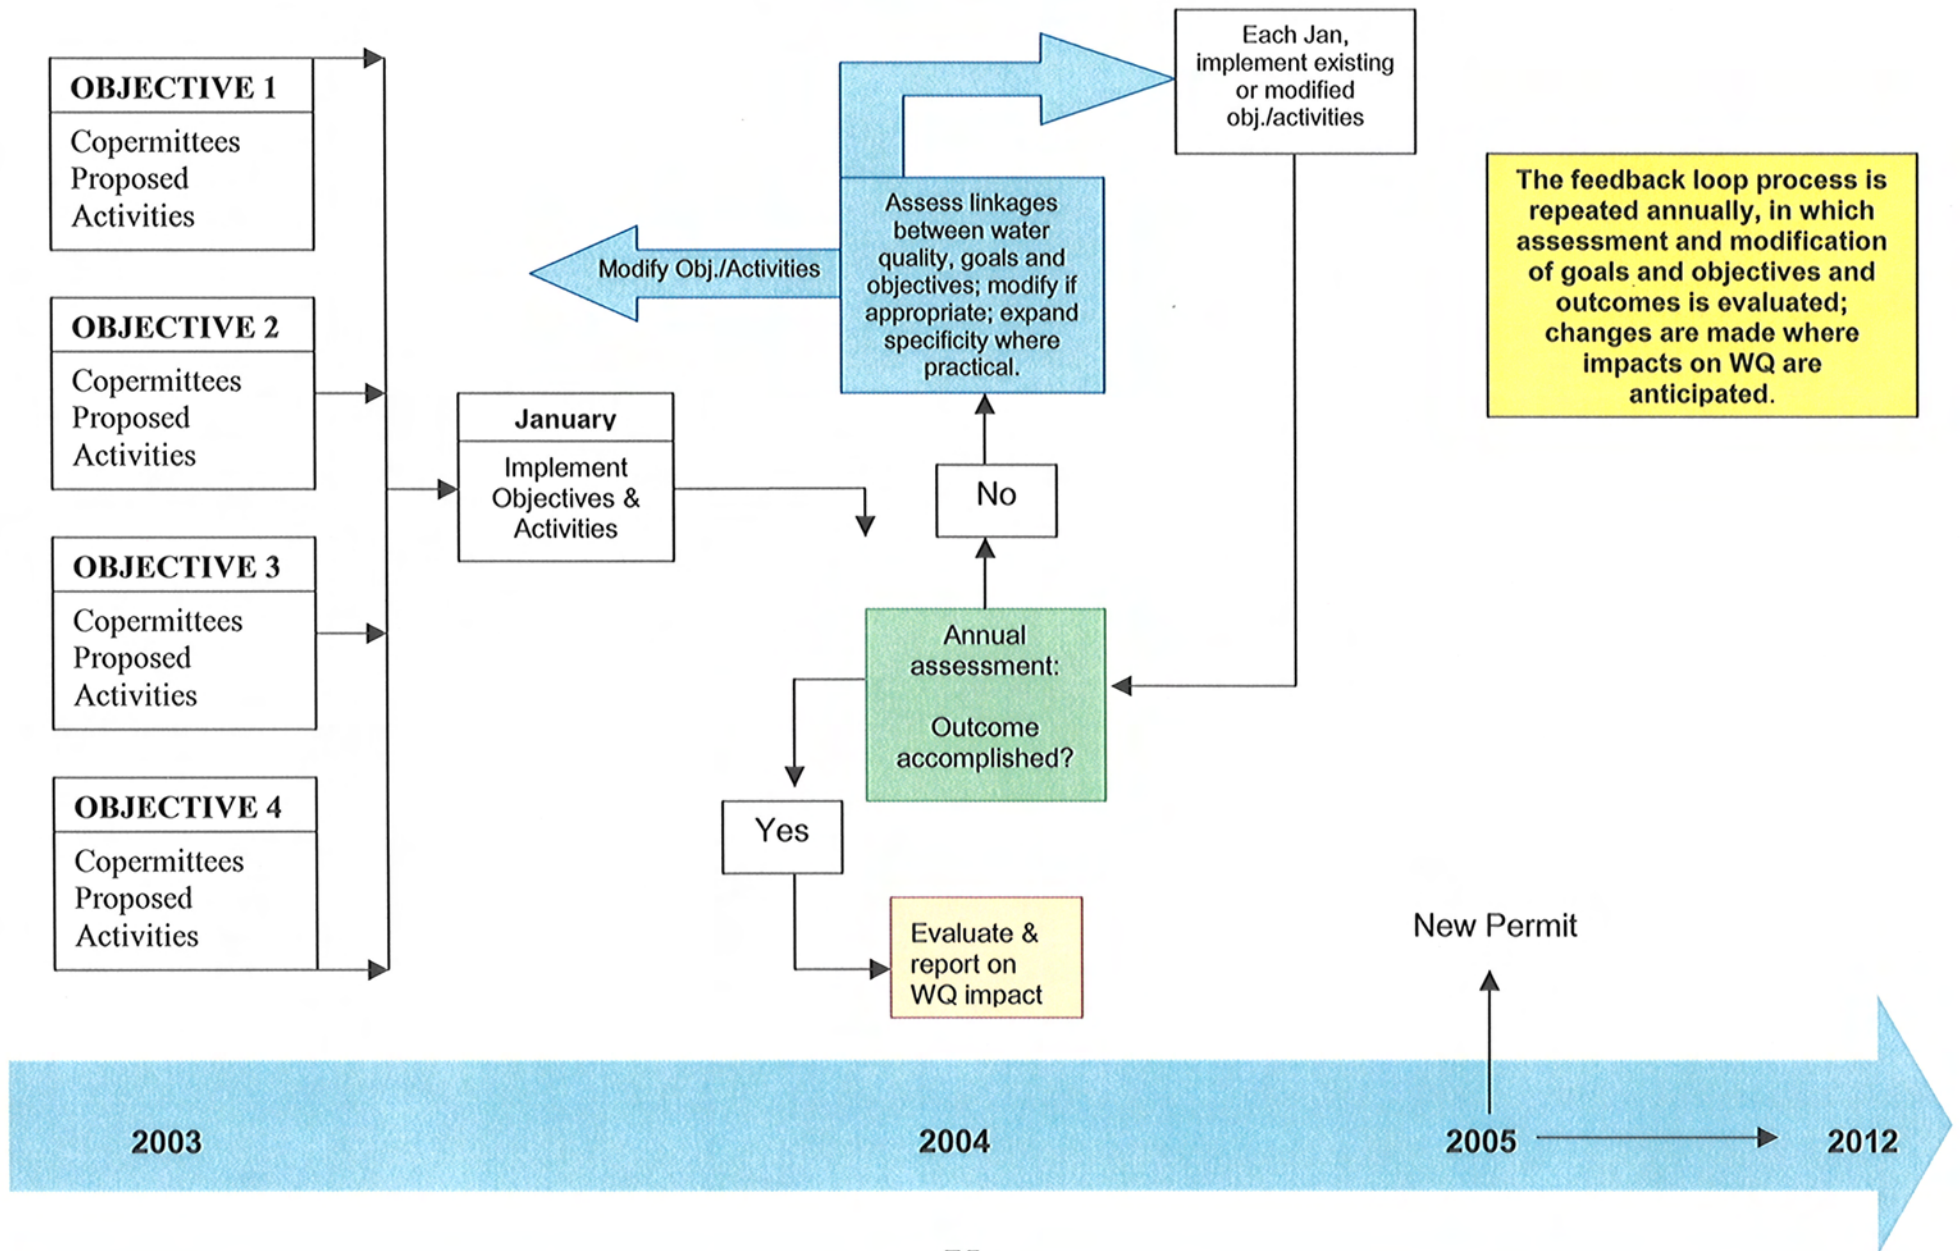 OBJECTIVE 1
Copermittees
Proposed
Activities
OBJECTIVE 2
Copermittees
Proposed
Activities
OBJECTIVE 3
Copermittees
Proposed
Activities
OBJECTIVE 4
Copermittees
Proposed
Activities
January
Implement
Objectives &
Activities
Modify Obj./Activities
Assess linkages
between water
quality, goals and
objectives; modify if
appropriate; expand
specificity where
practical.
Each Jan,
implement existing
or modified
obj./activities
No
Annual
assessment:
Outcome
accomplished?
Yes
Evaluate &
report on
WQ impact
The feedback loop process is
repeated annually, in which
assessment and modification
of goals and objectives and
outcomes is evaluated;
changes are made where
impacts on WQ are
anticipated.
New Permit
2003
2004
2005
2012